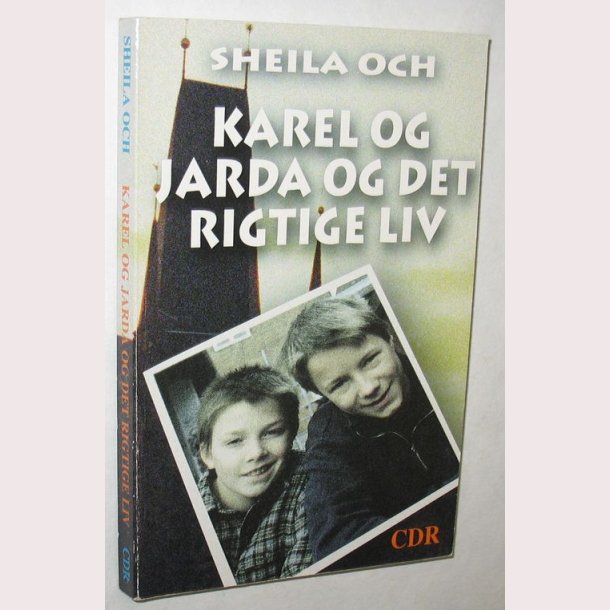 SHEILA OCH
KAREL OG
JARDA OG DET
RIGTIGE LIV
CDR
SHEILA OCH KAREL OG JARDA OG DET RIGTIGE LIV CDR